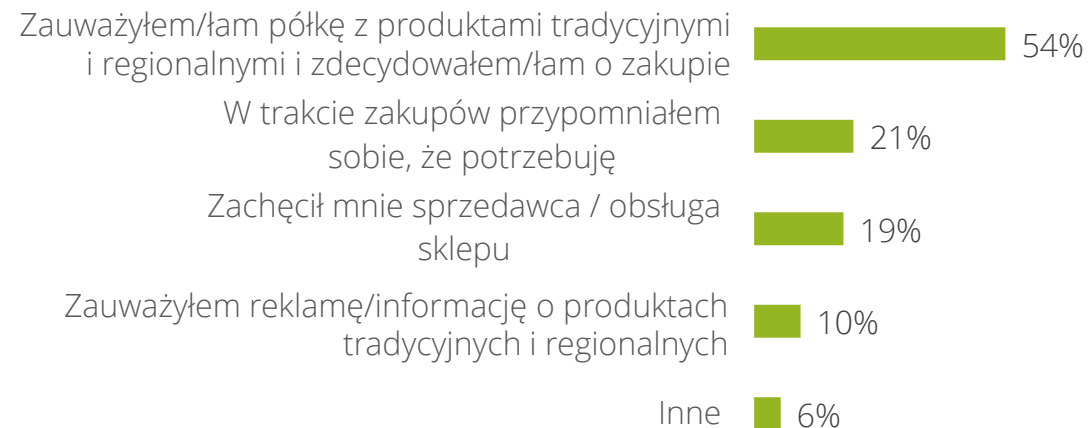 Zauważyłem/łam półkę z produktami tradycyjnymi
i regionalnymi i zdecydowałem/łam o zakupie
54%
W trakcie zakupów przypomniałem
sobie, że potrzebuję
21%
Zachęcił mnie sprzedawca / obsługa
sklepu
19%
Zauważyłem reklamę/informację o produktach
tradycyjnych i regionalnych
10%
Inne
6%